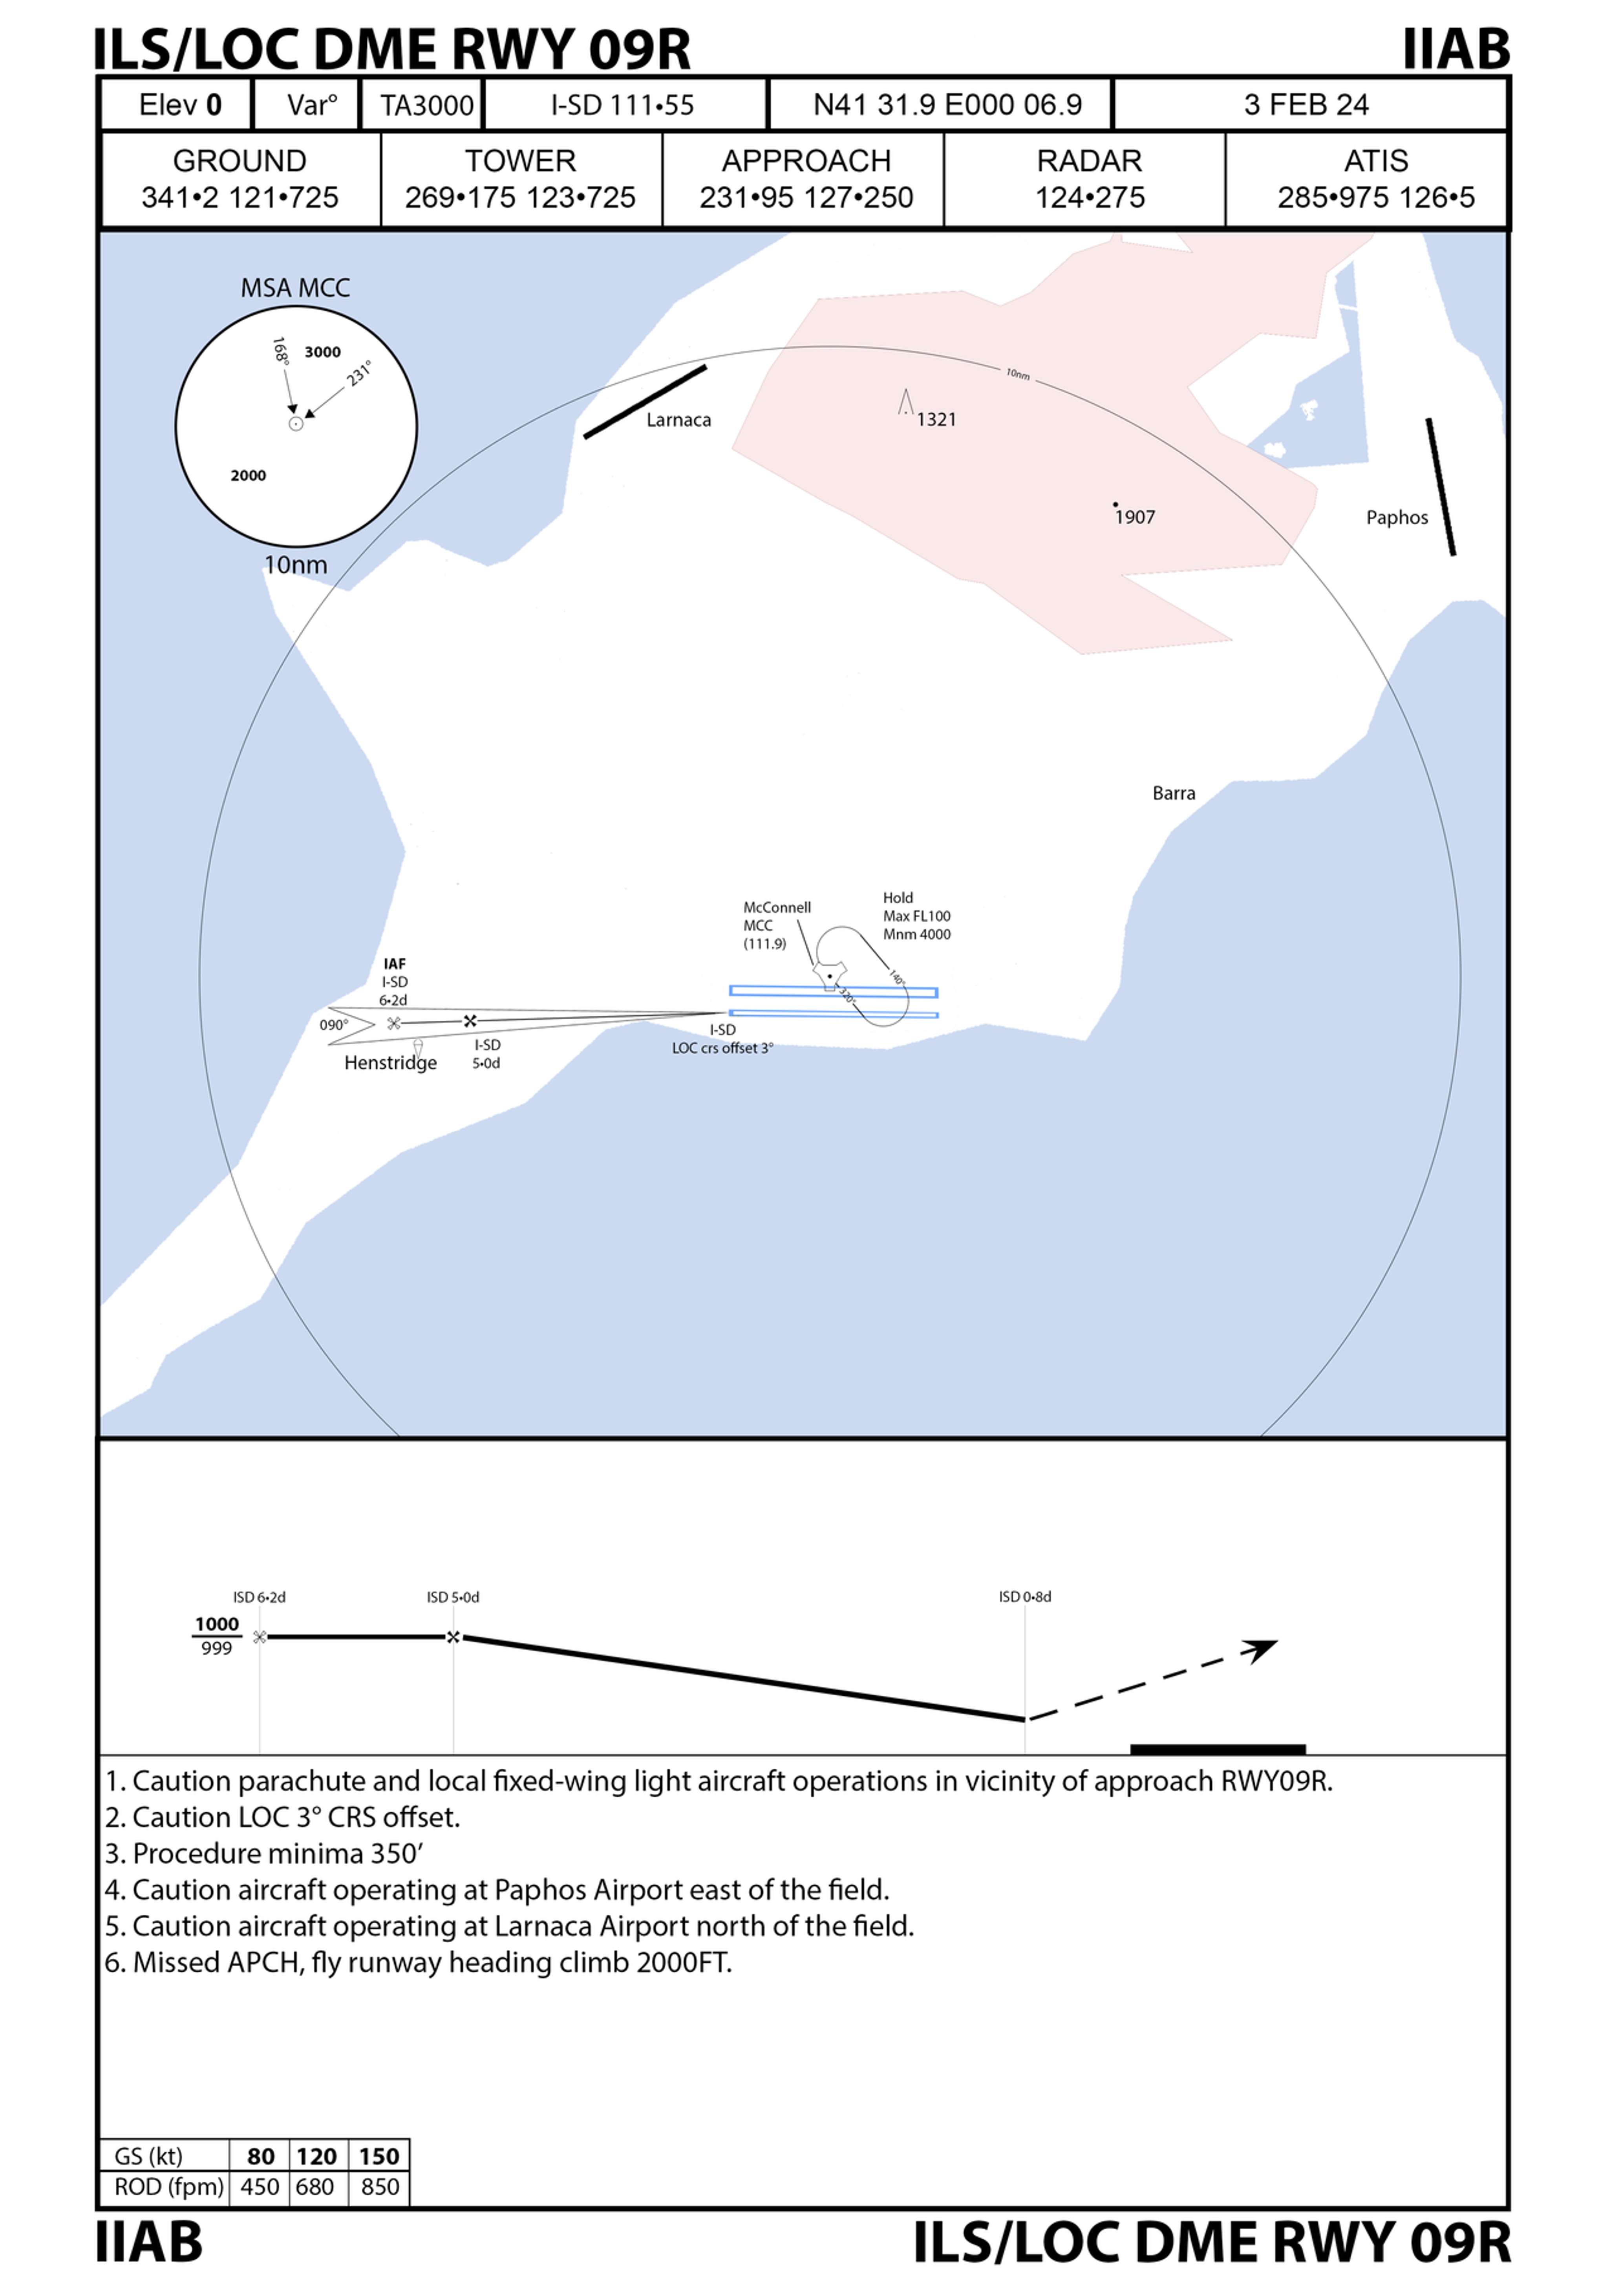 ILS/LOC DME RWY 09R
IIAB
Elev 0
Var°
TA3000
I-SD 111•55
N41 31.9 E000 06.9
3 FEB 24
GROUND
341•2 121•725
TOWER
269•175 123•725
APPROACH
231•95 127•250
RADAR
124•275
ATIS
285•975 126•5
MSA MCC
168°
3000
231°
2000
10nm
10nm
Larnaca
1321
1907
Paphos
Barra
McConnell
MCC
(111.9)
Hold
Max FL100
Mnm 4000
140°
320°
IAF
I-SD
6•2d
090°
Henstridge
I-SD
5•0d
I-SD
LOC crs offset 3°
ISD 6•2d
ISD 5•0d
ISD 0•8d
1000
999
1. Caution parachute and local fixed-wing light aircraft operations in vicinity of approach RWY09R.
2. Caution LOC 3° CRS offset.
3. Procedure minima 350’
4. Caution aircraft operating at Paphos Airport east of the field.
5. Caution aircraft operating at Larnaca Airport north of the field.
6. Missed APCH, fly runway heading climb 2000FT.
GS (kt) 80 120 150
ROD (fpm) 450 680 850
IIAB
ILS/LOC DME RWY 09R